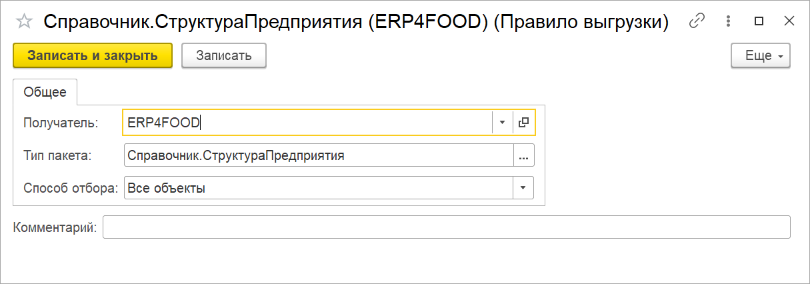 Справочник.СтруктураПредприятия (ERP4FOOD) (Правило выгрузки)
Записать и закрыть Записать Еще
Общее
Получатель: ERP4FOOD
Тип пакета: Справочник.СтруктураПредприятия ...
Способ отбора: Все объекты
Комментарий: